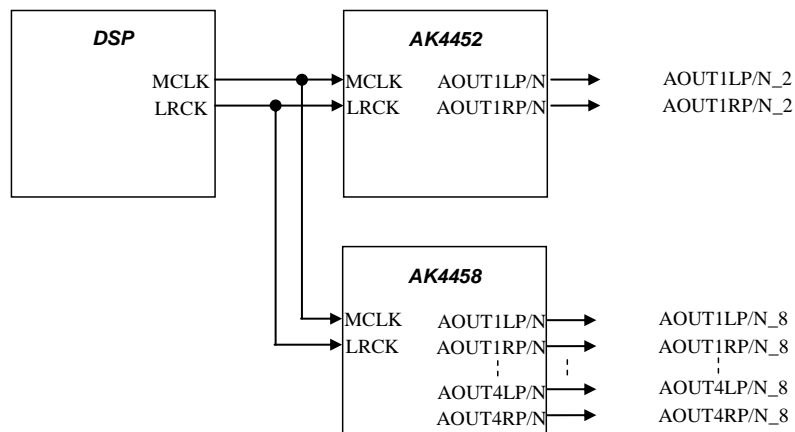 DSP
MCLK
LRCK
AK4452
MCLK AOUT1LP/N
LRCK AOUT1RP/N
AOUT1LP/N_2
AOUT1RP/N_2
AK4458
MCLK AOUT1LP/N
LRCK AOUT1RP/N
AOUT4LP/N
AOUT4RP/N
AOUT1LP/N_8
AOUT1RP/N_8
AOUT4LP/N_8
AOUT4RP/N_8